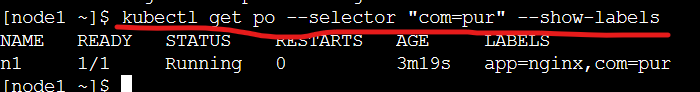 [node1 ~]$ kubectl get po --selector "com=pur" --show-labels
NAME READY STATUS RESTARTS AGE LABELS
n1 1/1 Running 0 3m19s app=nginx,com=pur
[node1 ~]$